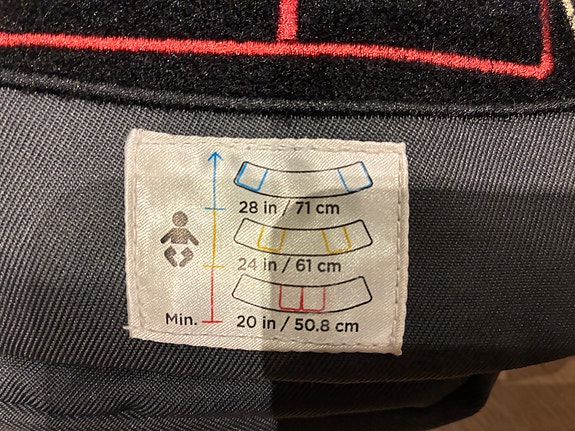 28 in / 71 cm
24 in / 61 cm
Min.
20 in / 50.8 cm